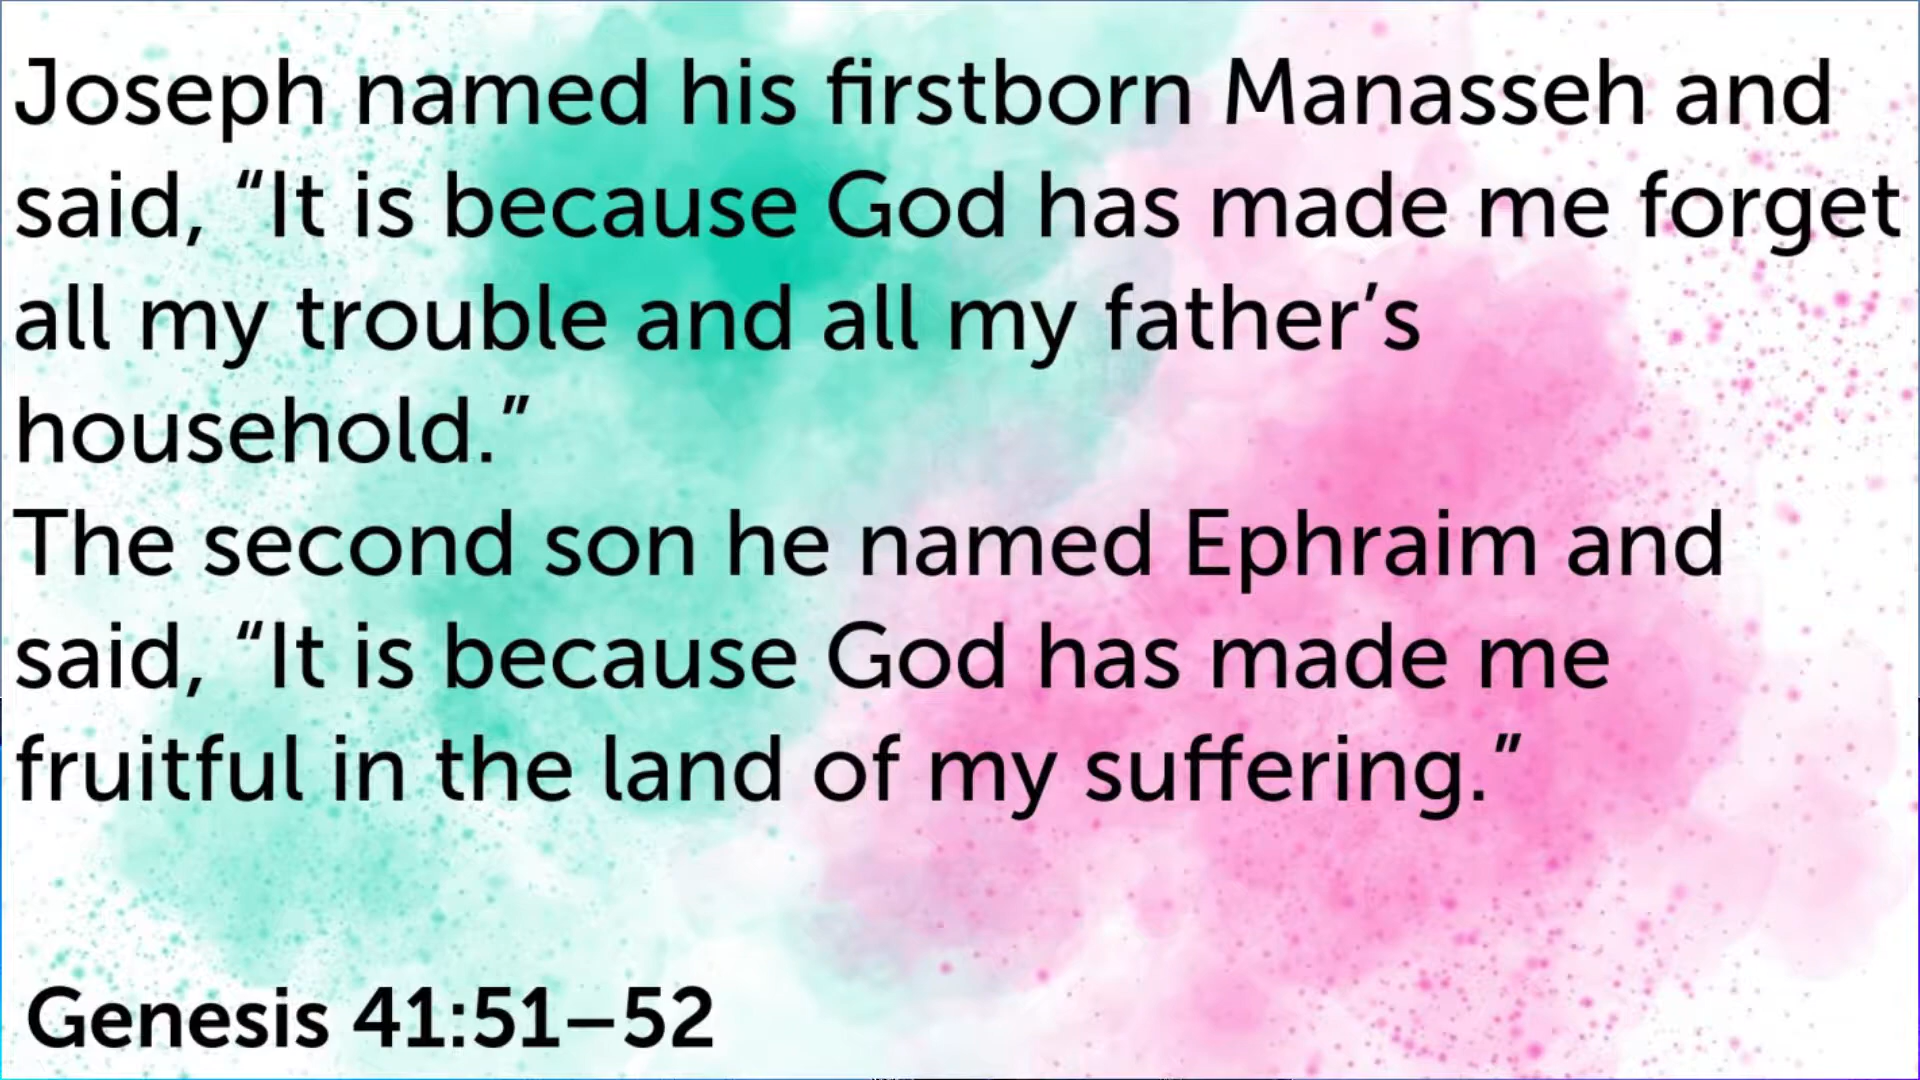 Joseph named his firstborn Manasseh and
said, “It is because God has made me forget
all my trouble and all my father’s
household.”
The second son he named Ephraim and
said, “It is because God has made me
fruitful in the land of my suffering.”
Genesis 41:51–52